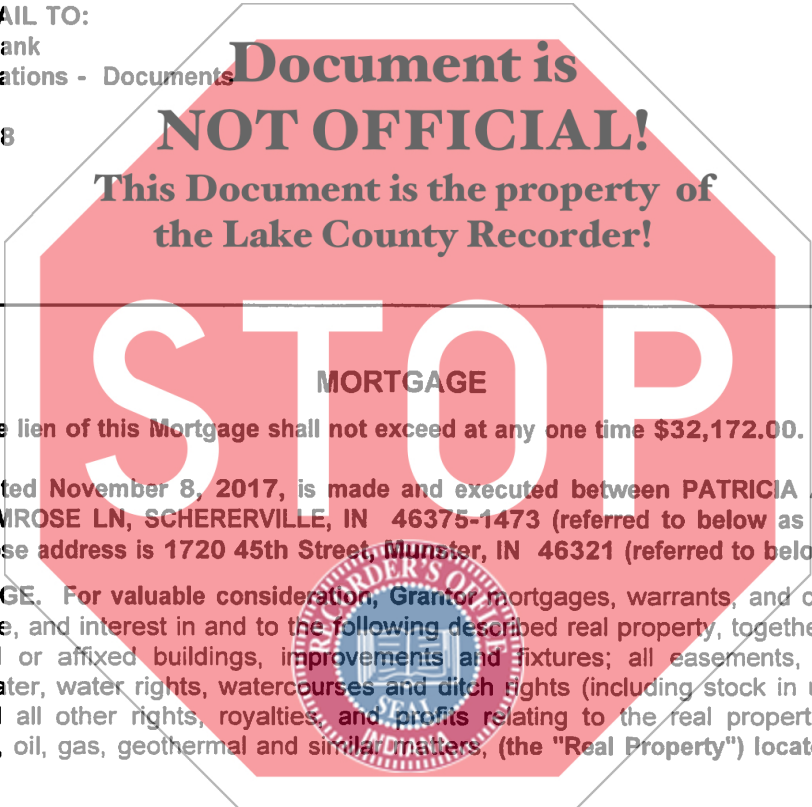 AIL TO:
ank
ations - Documents
8
Document is
NOT OFFICIAL!
This Document is the property of
the Lake County Recorder!
STOP
MORTGAGE
e lien of this Mortgage shall not exceed at any one time $32,172.00.
ted November 8, 2017, is made and executed between PATRICIA
MROSE LN, SCHERERVILLE, IN 46375-1473 (referred to below as
se address is 1720 45th Street, Munster, IN 46321 (referred to belo
GE. For valuable consideration, Grantor mortgages, warrants, and c
e, and interest in and to the following described real property, togethe
or affixed buildings, improvements and fixtures; all easements,
ater, water rights, watercourses and ditch rights (including stock in
all other rights, royalties, and profits relating to the real propert
, oil, gas, geothermal and similar matters, (the "Real Property") locat
RECORDER'S OFFICE
SEAL
INDIANA